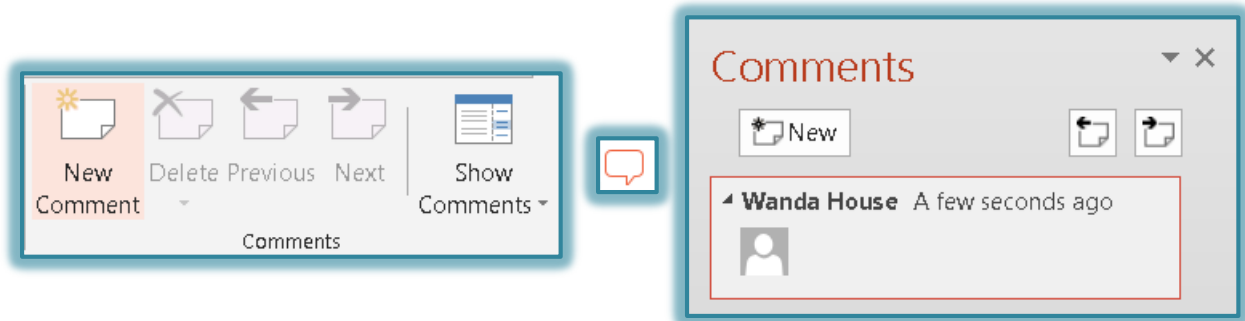 New Comment
Delete
Previous
Next
Show Comments
Comments
Comments
New
Wanda House A few seconds ago